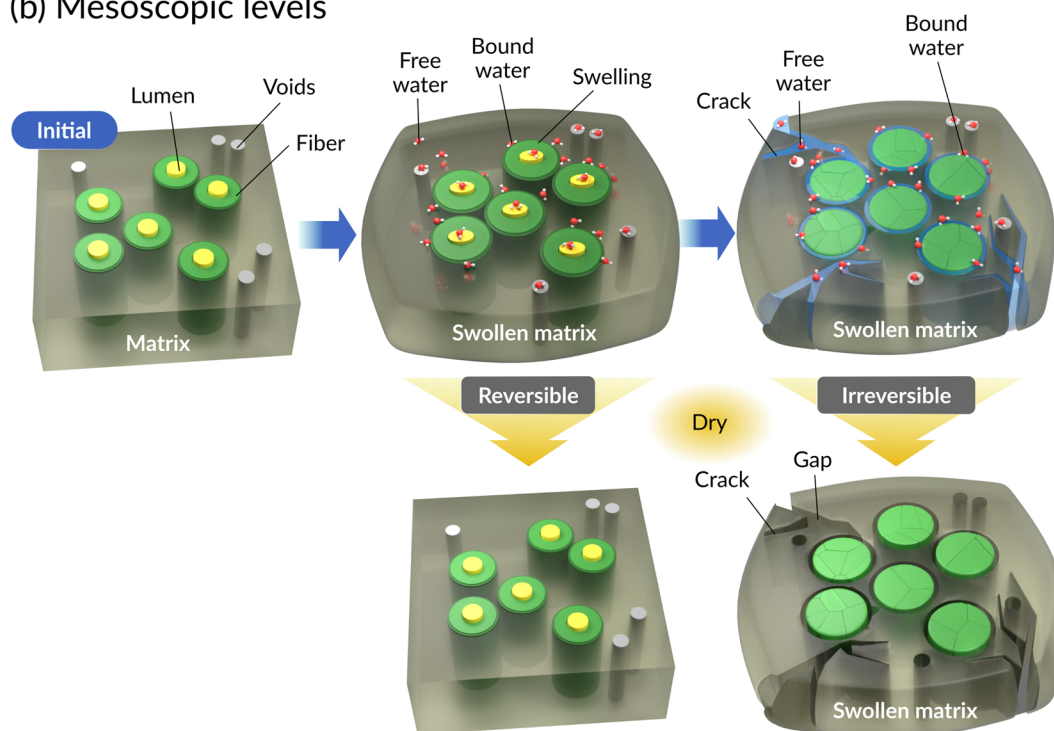 (b) Mesoscopic levels
Initial
Lumen
Voids
Fiber
Matrix
Free
water
Bound
water
Swelling
Swollen matrix
Crack
Free
water
Bound
water
Swollen matrix
Reversible
Dry
Irreversible
Crack
Gap
Swollen matrix